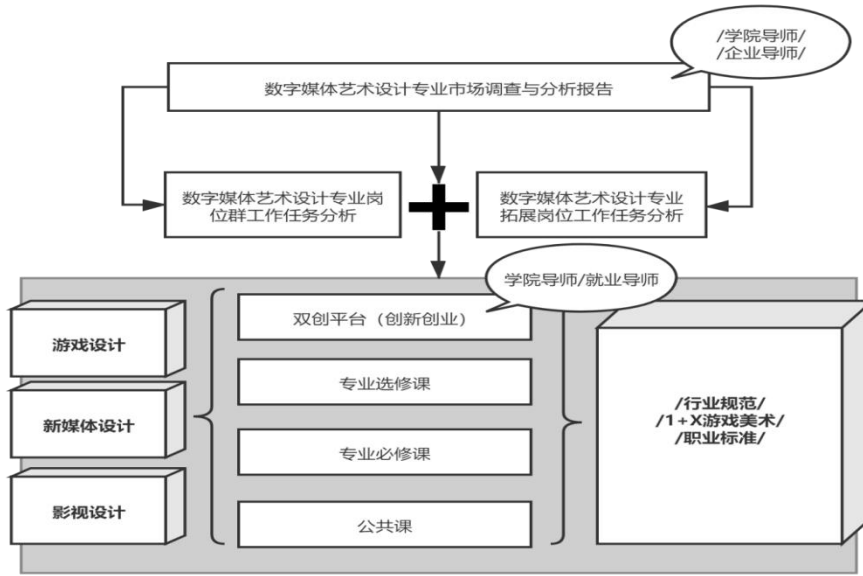 /学院导师/
/企业导师/
数字媒体艺术设计专业市场调查与分析报告
数字媒体艺术设计专业岗
位群工作任务分析
数字媒体艺术设计专业
拓展岗位工作任务分析
学院导师/就业导师
游戏设计
新媒体设计
影视设计
双创平台（创新创业）
专业选修课
专业必修课
公共课
/行业规范/
/1+X游戏美术/
/职业标准/